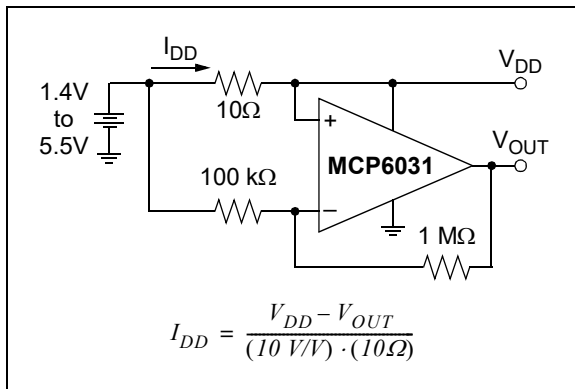 I_DD
V_DD
1.4V
to
5.5V
10Ω
V_OUT
+
MCP6031
100 kΩ
–
1 MΩ
I_DD = (V_DD – V_OUT) / ((10 V/V) · (10Ω))